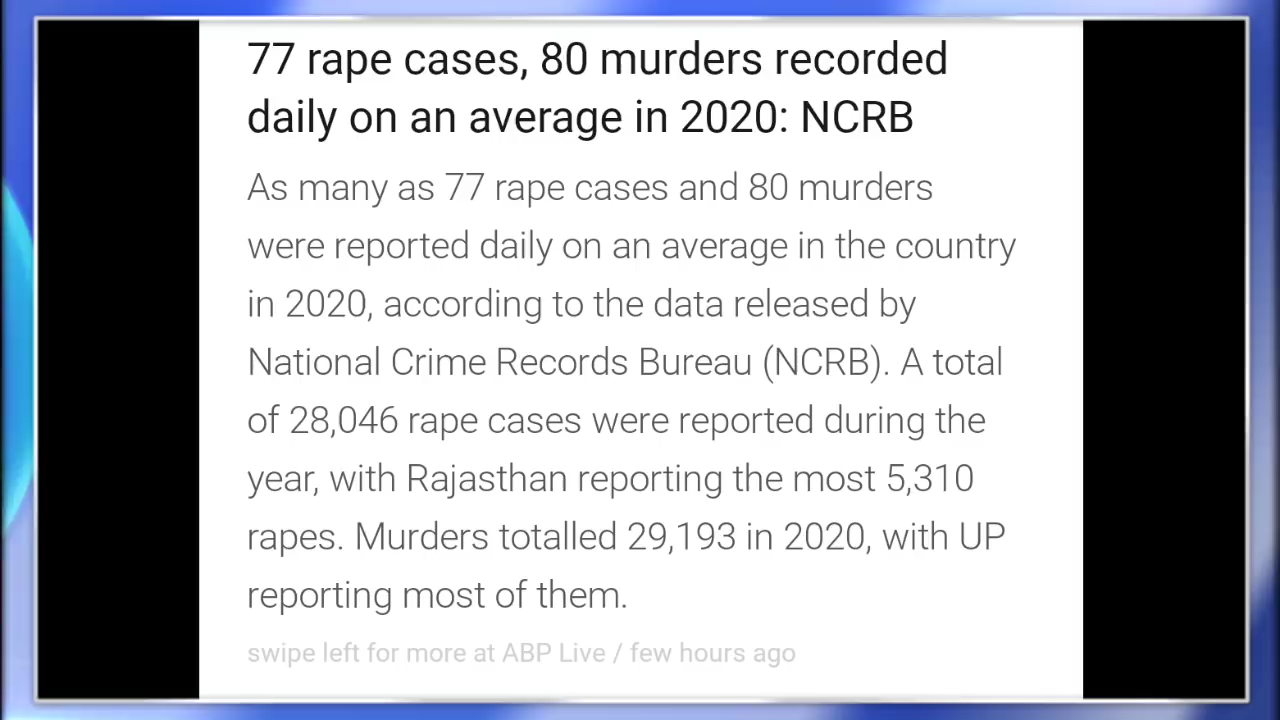 77 rape cases, 80 murders recorded
daily on an average in 2020: NCRB
As many as 77 rape cases and 80 murders
were reported daily on an average in the country
in 2020, according to the data released by
National Crime Records Bureau (NCRB). A total
of 28,046 rape cases were reported during the
year, with Rajasthan reporting the most 5,310
rapes. Murders totalled 29,193 in 2020, with UP
reporting most of them.
swipe left for more at ABP Live / few hours ago